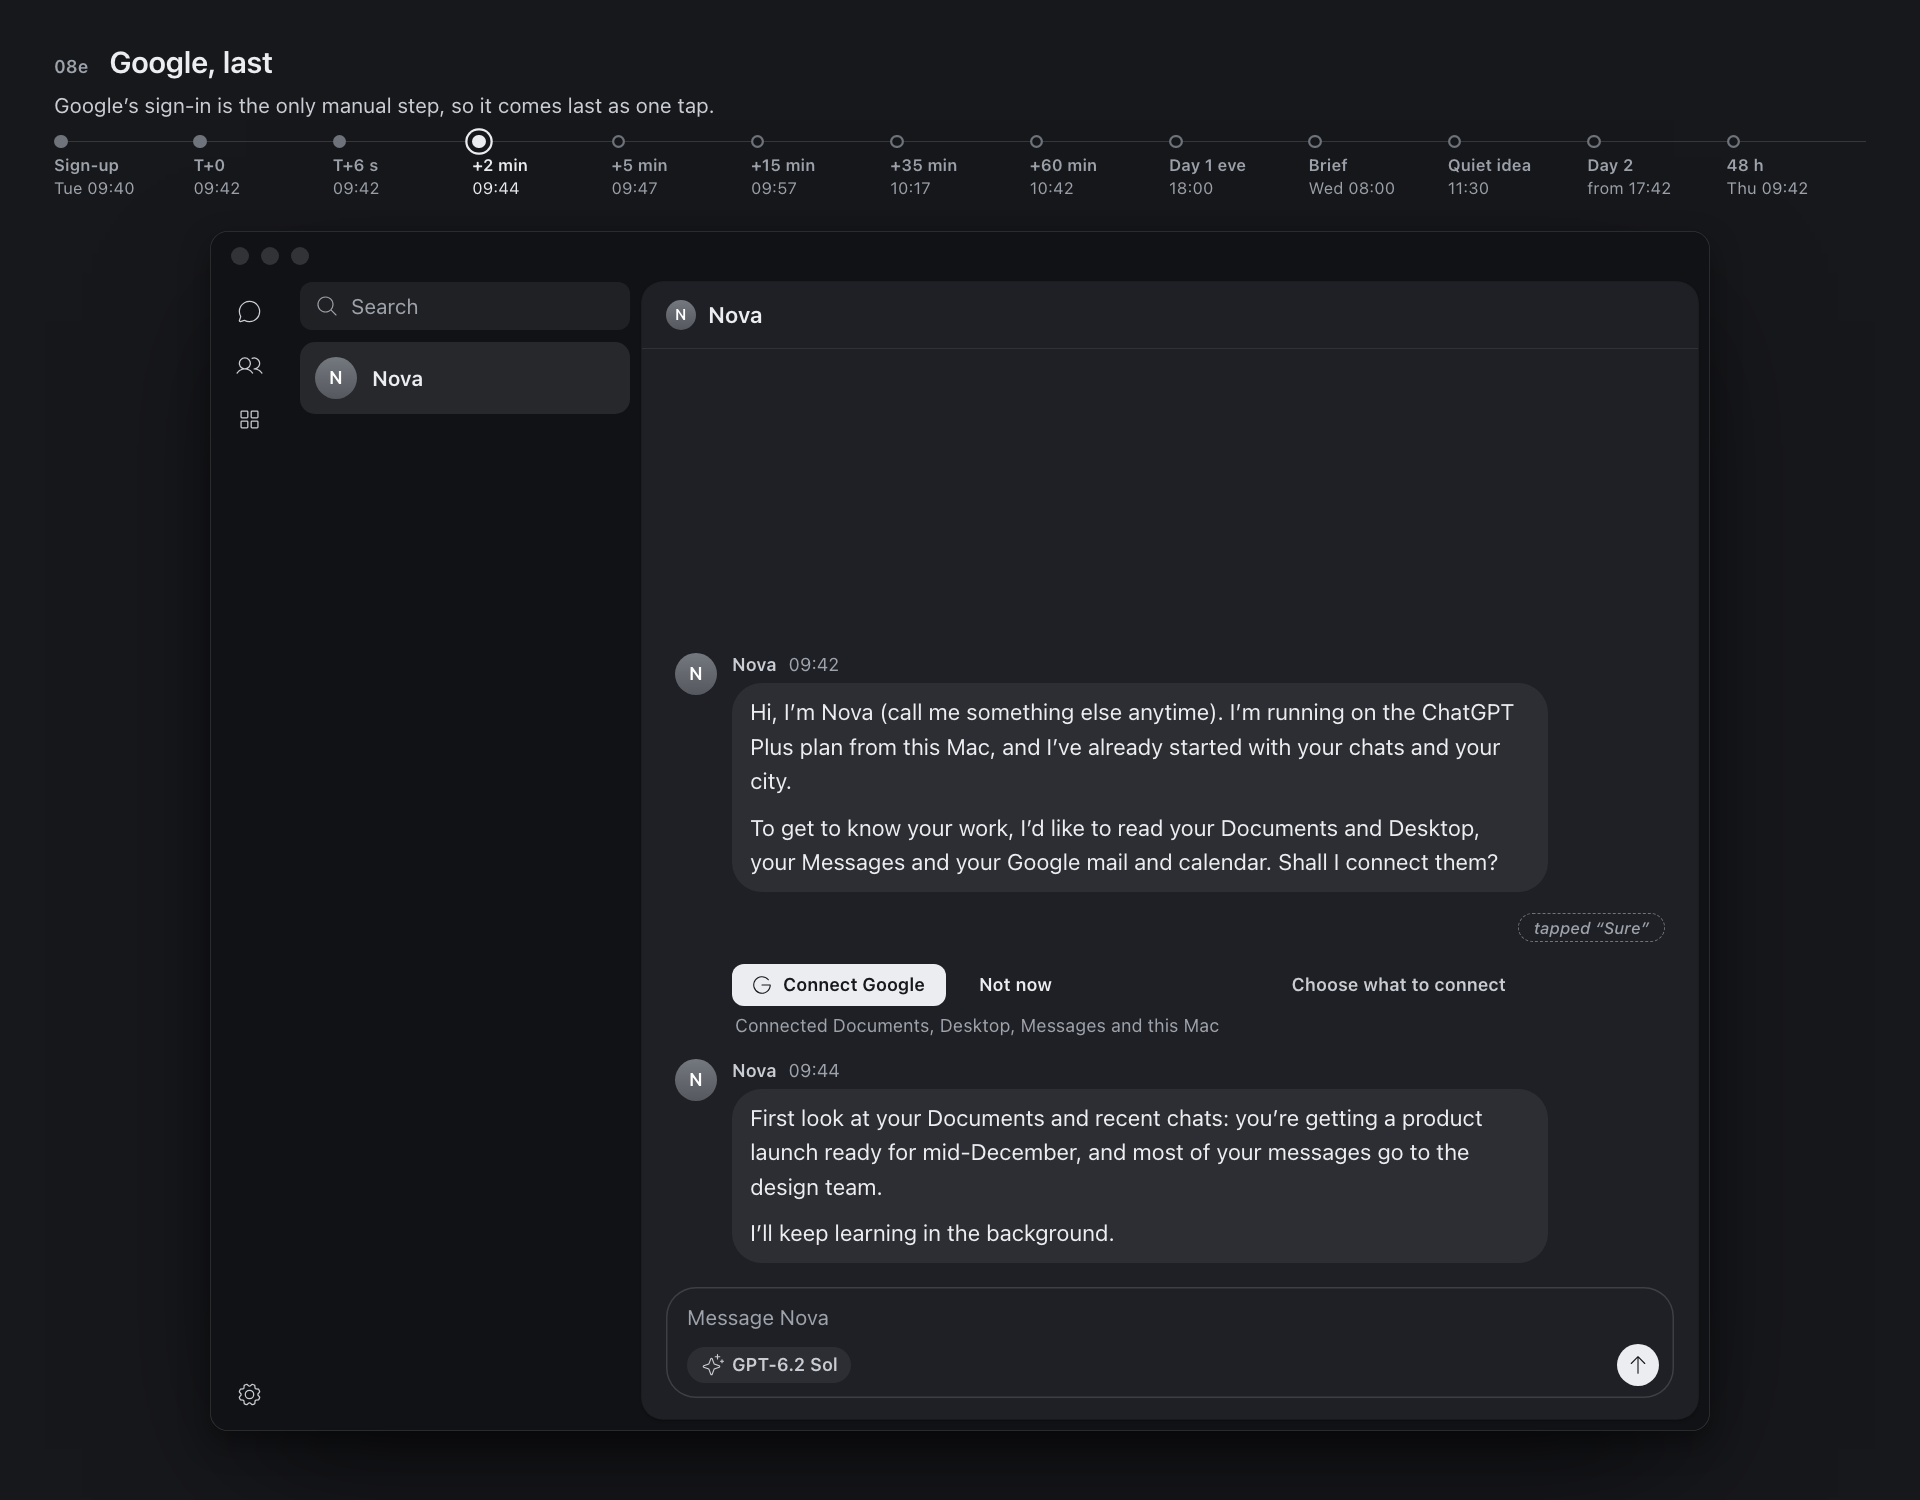 08e Google, last
Google’s sign-in is the only manual step, so it comes last as one tap.
Sign-up
Tue 09:40
T+0
09:42
T+6 s
09:42
+2 min
09:44
+5 min
09:47
+15 min
09:57
+35 min
10:17
+60 min
10:42
Day 1 eve
18:00
Brief
Wed 08:00
Quiet idea
11:30
Day 2
from 17:42
48 h
Thu 09:42
Search
N Nova
N Nova
N
Nova 09:42
Hi, I’m Nova (call me something else anytime). I’m running on the ChatGPT
Plus plan from this Mac, and I’ve already started with your chats and your
city.
To get to know your work, I’d like to read your Documents and Desktop,
your Messages and your Google mail and calendar. Shall I connect them?
tapped “Sure”
G Connect Google Not now Choose what to connect
Connected Documents, Desktop, Messages and this Mac
N
Nova 09:44
First look at your Documents and recent chats: you’re getting a product
launch ready for mid-December, and most of your messages go to the
design team.
I’ll keep learning in the background.
Message Nova
GPT-6.2 Sol